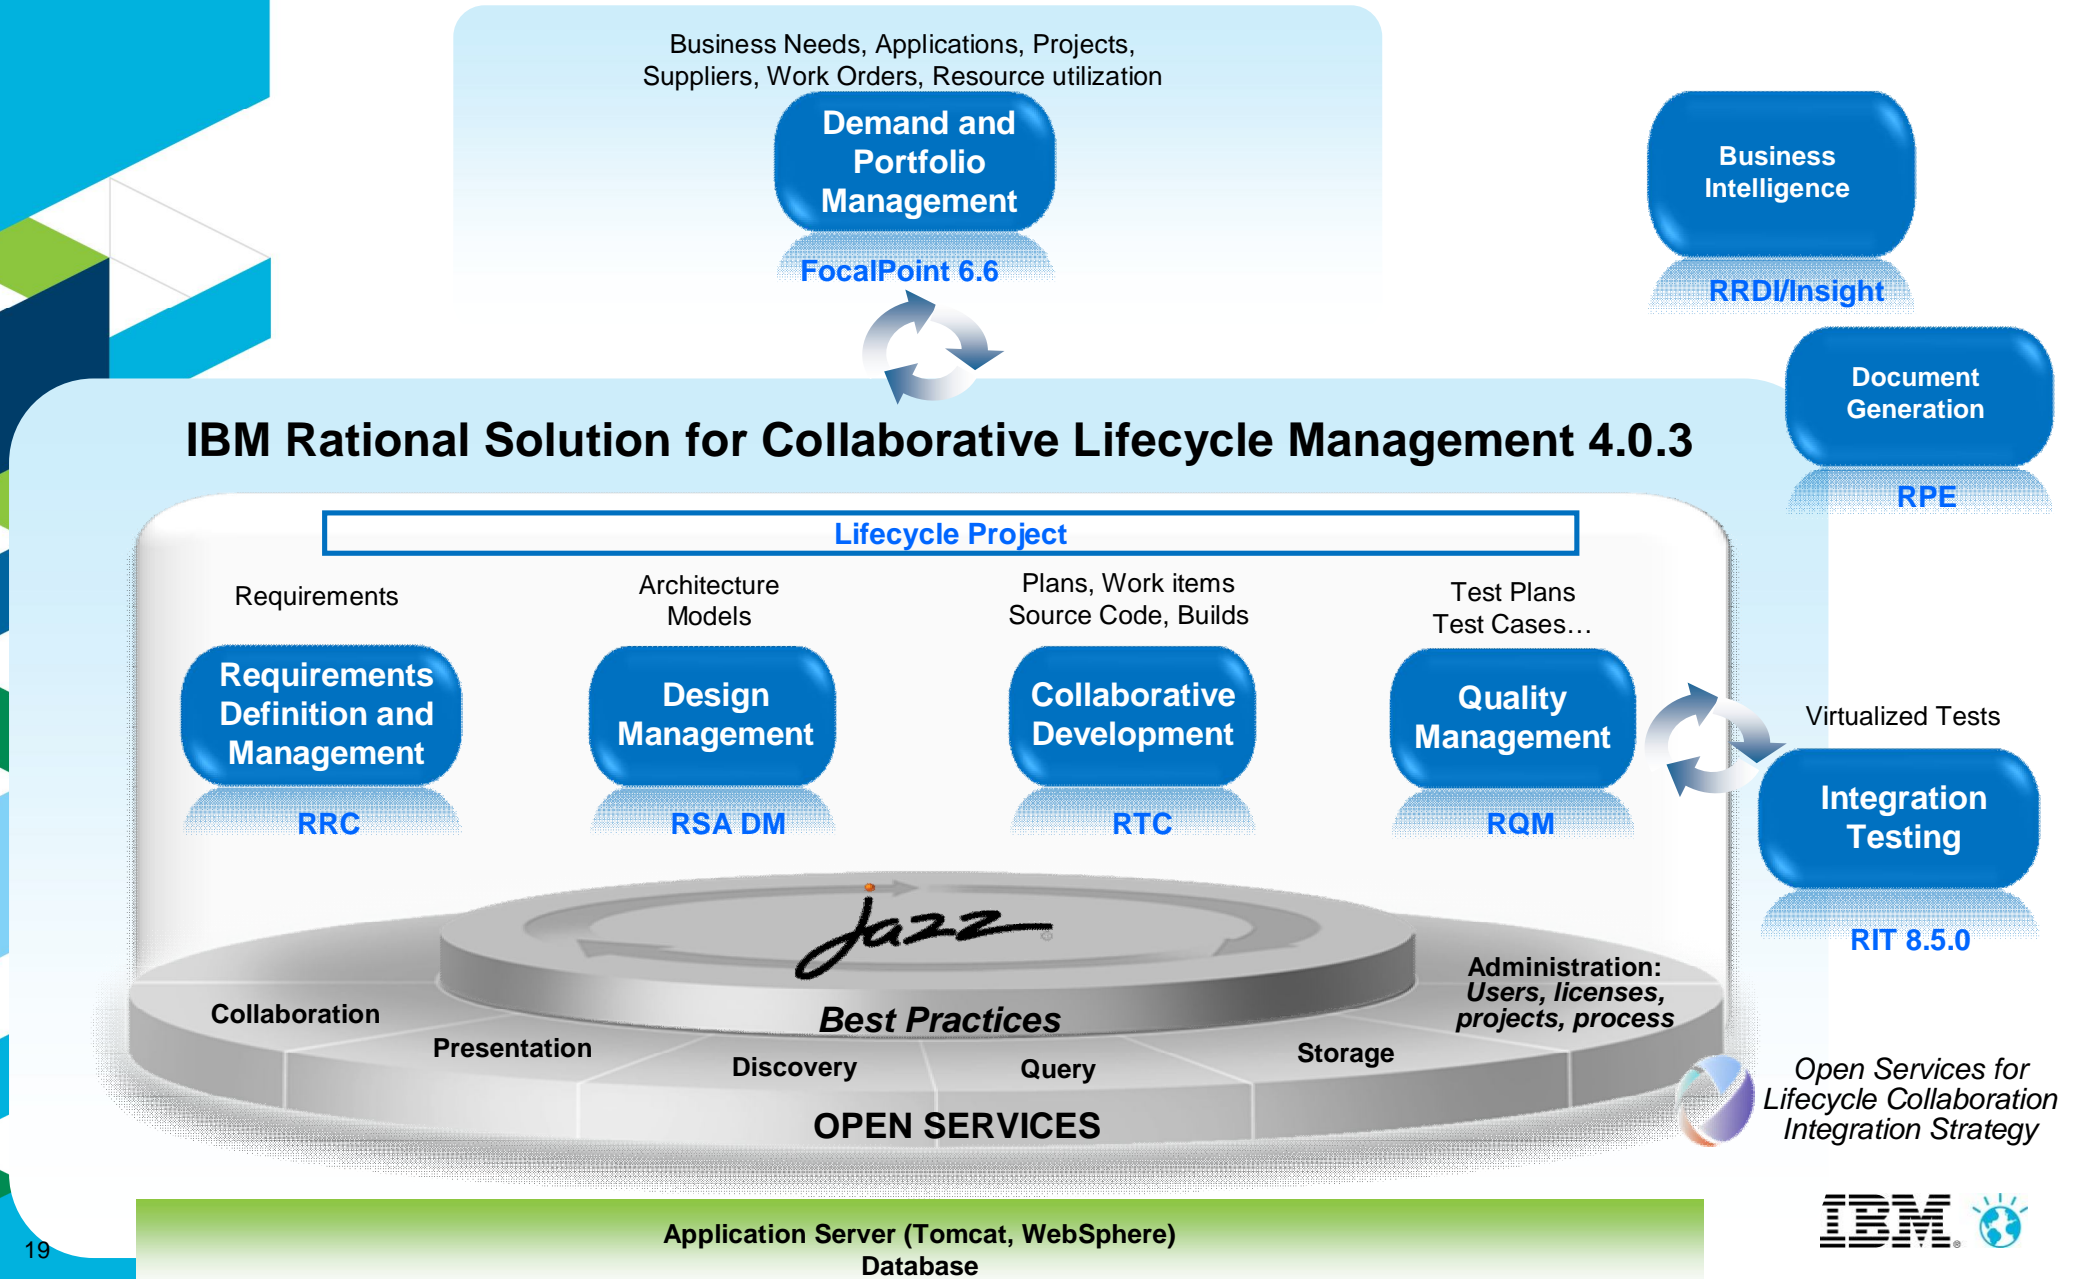 Business Needs, Applications, Projects,
Suppliers, Work Orders, Resource utilization
Demand and
Portfolio
Management
FocalPoint 6.6
Business
Intelligence
RRDI/Insight
Document
Generation
RPE
IBM Rational Solution for Collaborative Lifecycle Management 4.0.3
Lifecycle Project
Requirements
Requirements
Definition and
Management
RRC
Architecture
Models
Design
Management
RSA DM
Plans, Work items
Source Code, Builds
Collaborative
Development
RTC
Test Plans
Test Cases…
Quality
Management
RQM
Virtualized Tests
Integration
Testing
RIT 8.5.0
jazz
Best Practices
Collaboration
Presentation
Discovery
Query
Storage
Administration:
Users, licenses,
projects, process
OPEN SERVICES
Open Services for
Lifecycle Collaboration
Integration Strategy
Application Server (Tomcat, WebSphere)
Database
IBM®
19